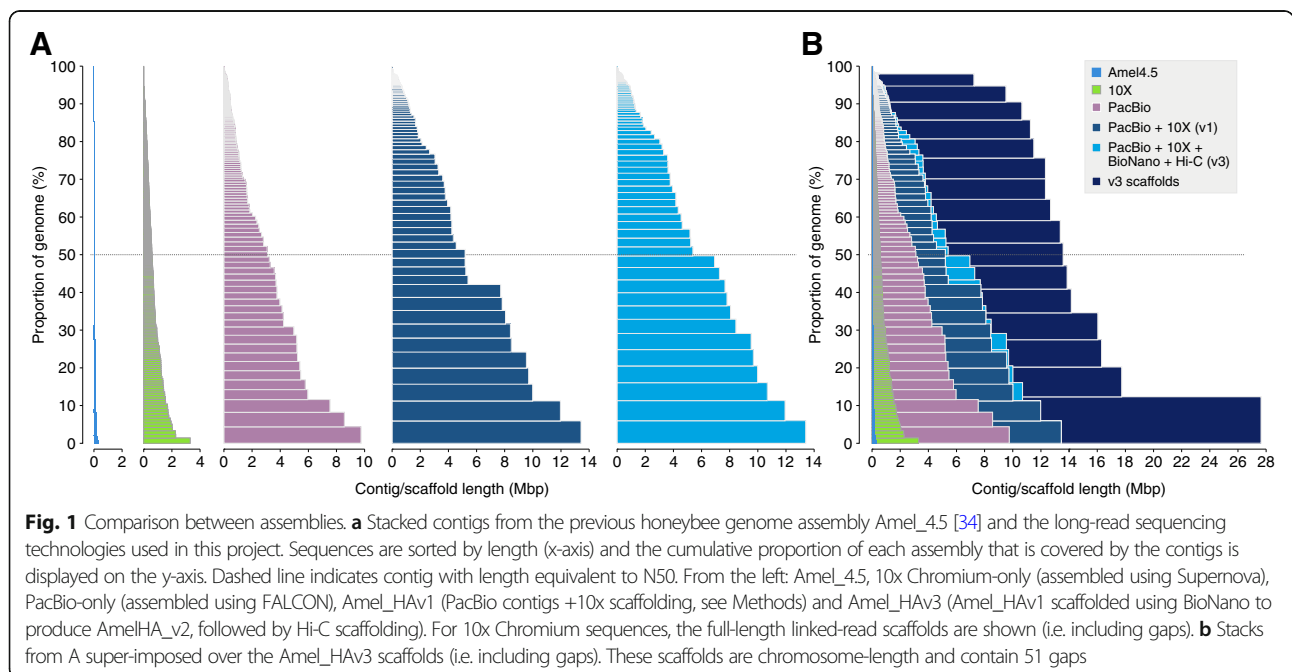 A
B
100
90
80
70
60
50
40
30
20
10
0
Proportion of genome (%)
0 2
0 2 4
0 2 4 6 8 10
0 2 4 6 8 10 12 14
0 2 4 6 8 10 12 14
Contig/scaffold length (Mbp)
100
90
80
70
60
50
40
30
20
10
0
Proportion of genome (%)
Amel4.5
10X
PacBio
PacBio + 10X (v1)
PacBio + 10X +
BioNano + Hi-C (v3)
v3 scaffolds
0 2 4 6 8 10 12 14 16 18 20 22 24 26 28
Contig/scaffold length (Mbp)
Fig. 1 Comparison between assemblies. a Stacked contigs from the previous honeybee genome assembly Amel_4.5 [34] and the long-read sequencing
technologies used in this project. Sequences are sorted by length (x-axis) and the cumulative proportion of each assembly that is covered by the contigs is
displayed on the y-axis. Dashed line indicates contig with length equivalent to N50. From the left: Amel_4.5, 10x Chromium-only (assembled using Supernova),
PacBio-only (assembled using FALCON), Amel_HAv1 (PacBio contigs +10x scaffolding, see Methods) and Amel_HAv3 (Amel_HAv1 scaffolded using BioNano to
produce AmelHA_v2, followed by Hi-C scaffolding). For 10x Chromium sequences, the full-length linked-read scaffolds are shown (i.e. including gaps). b Stacks
from A super-imposed over the Amel_HAv3 scaffolds (i.e. including gaps). These scaffolds are chromosome-length and contain 51 gaps